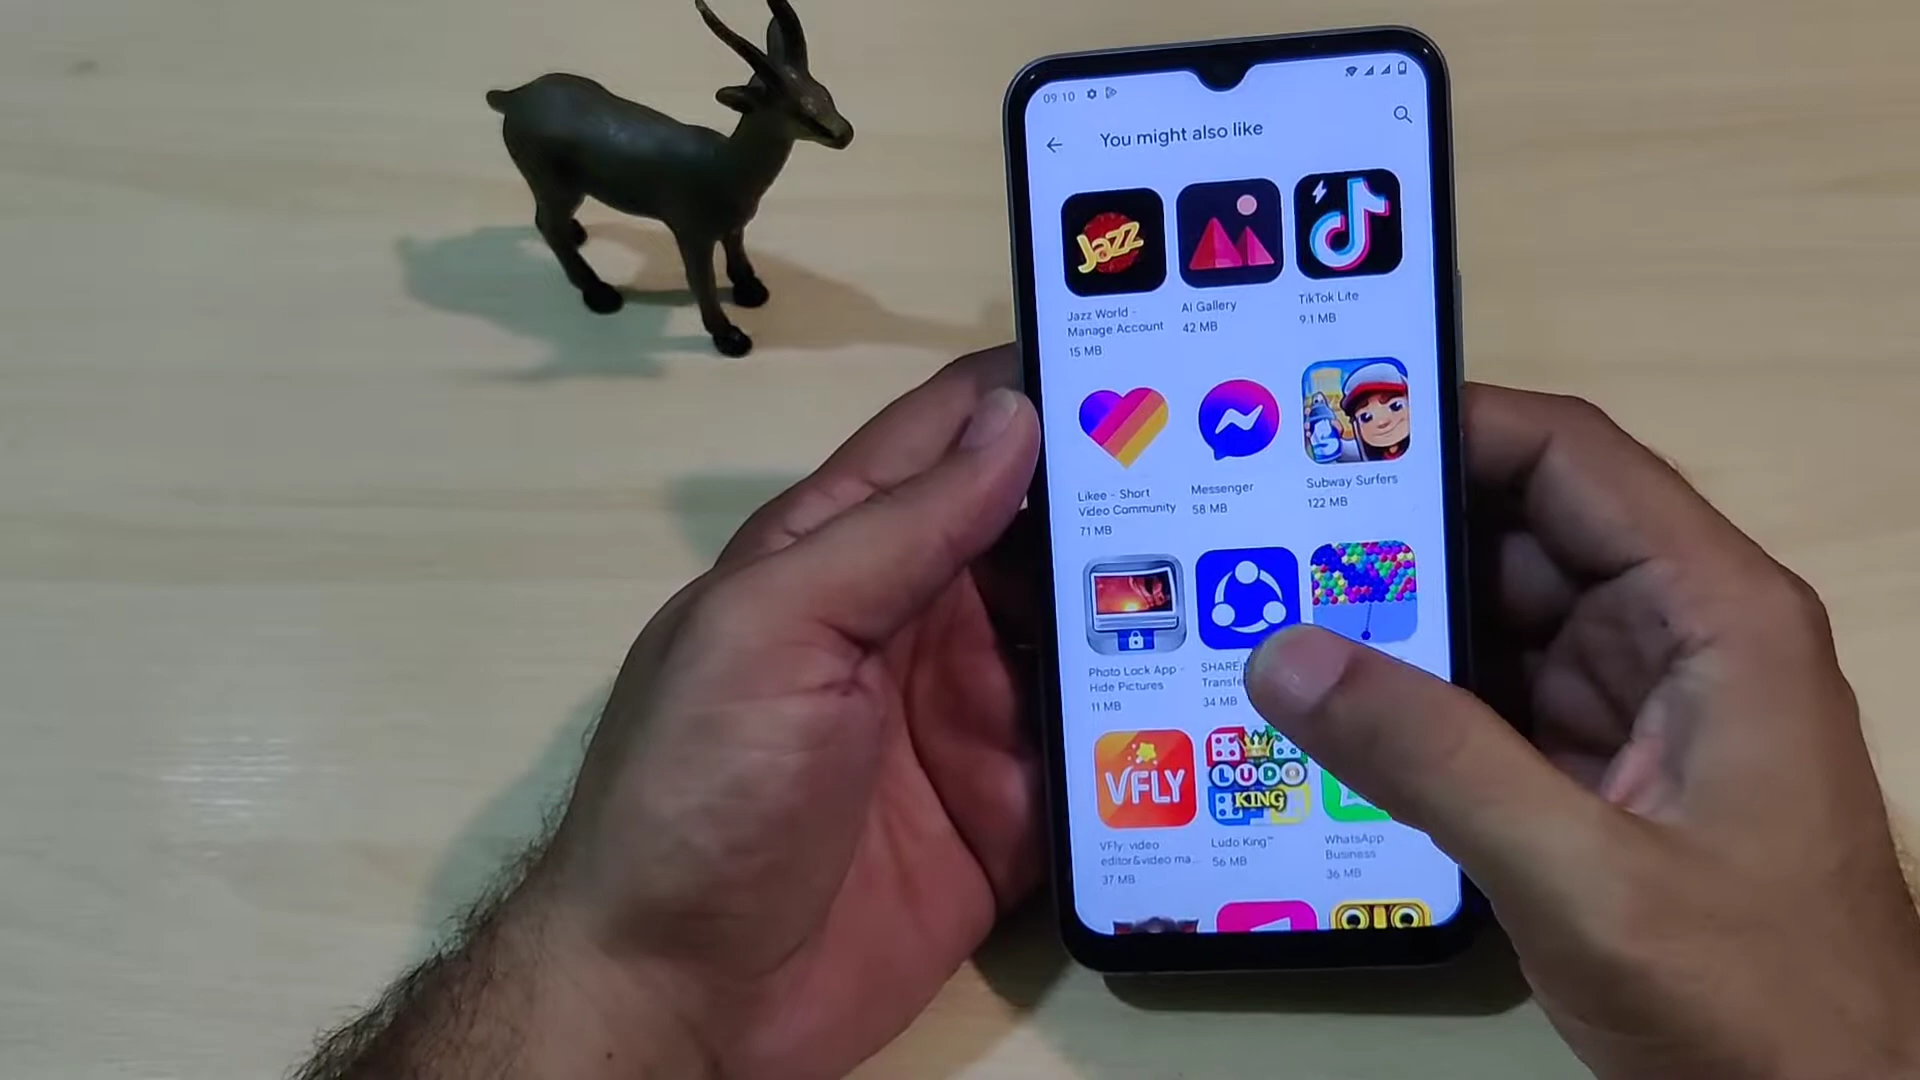 09:10
You might also like
Jazz
Jazz World -
Manage Account
15 MB
AI Gallery
42 MB
TikTok Lite
9.1 MB
Likee - Short
Video Community
71 MB
Messenger
58 MB
Subway Surfers
122 MB
Photo Lock App -
Hide Pictures
11 MB
34 MB
VFLY
LUDO
KING
VFly: video
editor&video ma...
37 MB
Ludo King™
56 MB
WhatsApp
Business
36 MB